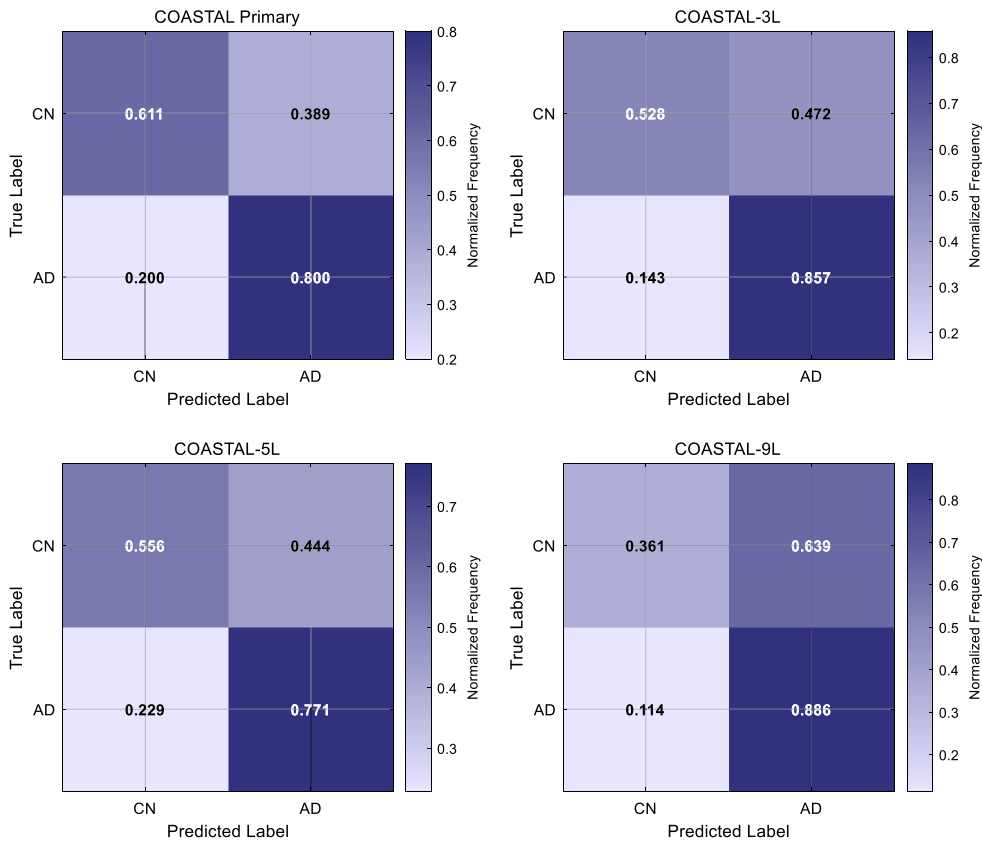 COASTAL Primary
CN
0.611
0.389
AD
0.200
0.800
CN
AD
Predicted Label
True Label
0.8
0.7
0.6
0.5
0.4
0.3
0.2
Normalized Frequency
COASTAL-3L
CN
0.528
0.472
AD
0.143
0.857
CN
AD
Predicted Label
True Label
0.8
0.7
0.6
0.5
0.4
0.3
0.2
Normalized Frequency
COASTAL-5L
CN
0.556
0.444
AD
0.229
0.771
CN
AD
Predicted Label
True Label
0.7
0.6
0.5
0.4
0.3
Normalized Frequency
COASTAL-9L
CN
0.361
0.639
AD
0.114
0.886
CN
AD
Predicted Label
True Label
0.8
0.7
0.6
0.5
0.4
0.3
0.2
Normalized Frequency